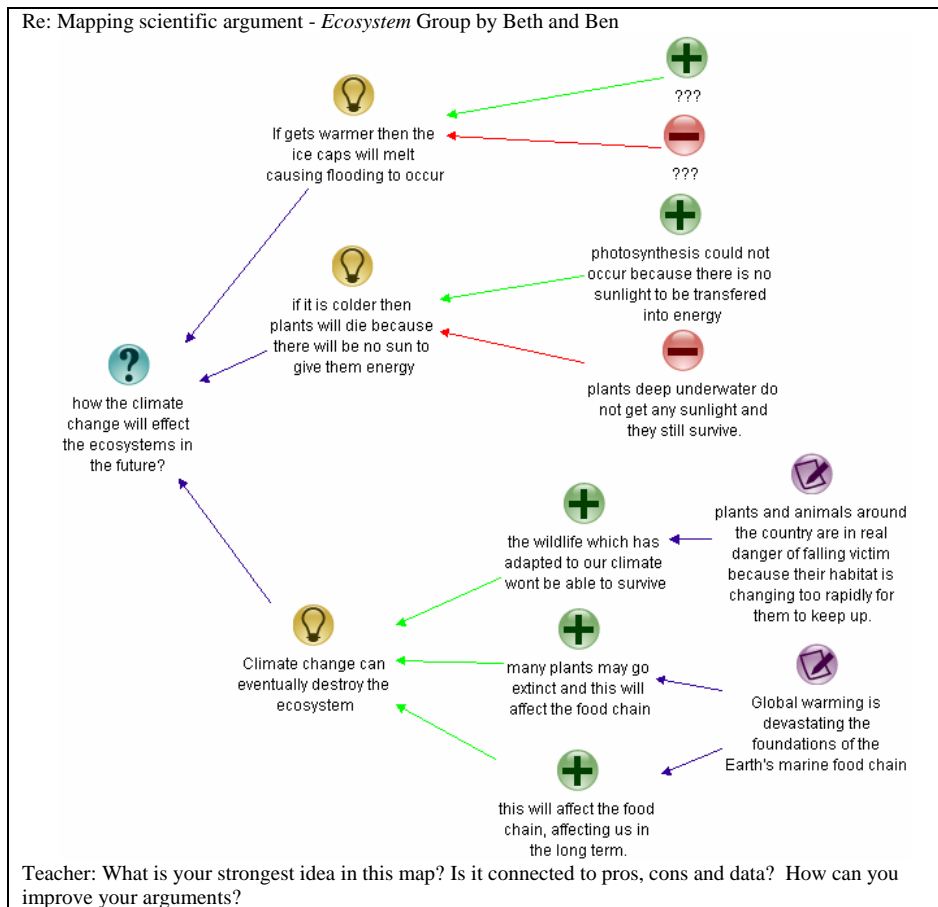 Re: Mapping scientific argument - Ecosystem Group by Beth and Ben
???
If gets warmer then the
ice caps will melt
causing flooding to occur
???
photosynthesis could not
occur because there is no
sunlight to be transfered
into energy
if it is colder then
plants will die because
there will be no sun to
give them energy
plants deep underwater do
not get any sunlight and
they still survive.
how the climate
change will effect
the ecosystems in
the future?
plants and animals around
the country are in real
danger of falling victim
because their habitat is
changing too rapidly for
them to keep up.
the wildlife which has
adapted to our climate
wont be able to survive
Climate change can
eventually destroy the
ecosystem
many plants may go
extinct and this will
affect the food chain
Global warming is
devastating the
foundations of the
Earth's marine food chain
this will affect the food
chain, affecting us in
the long term.
Teacher: What is your strongest idea in this map? Is it connected to pros, cons and data?  How can you
improve your arguments?